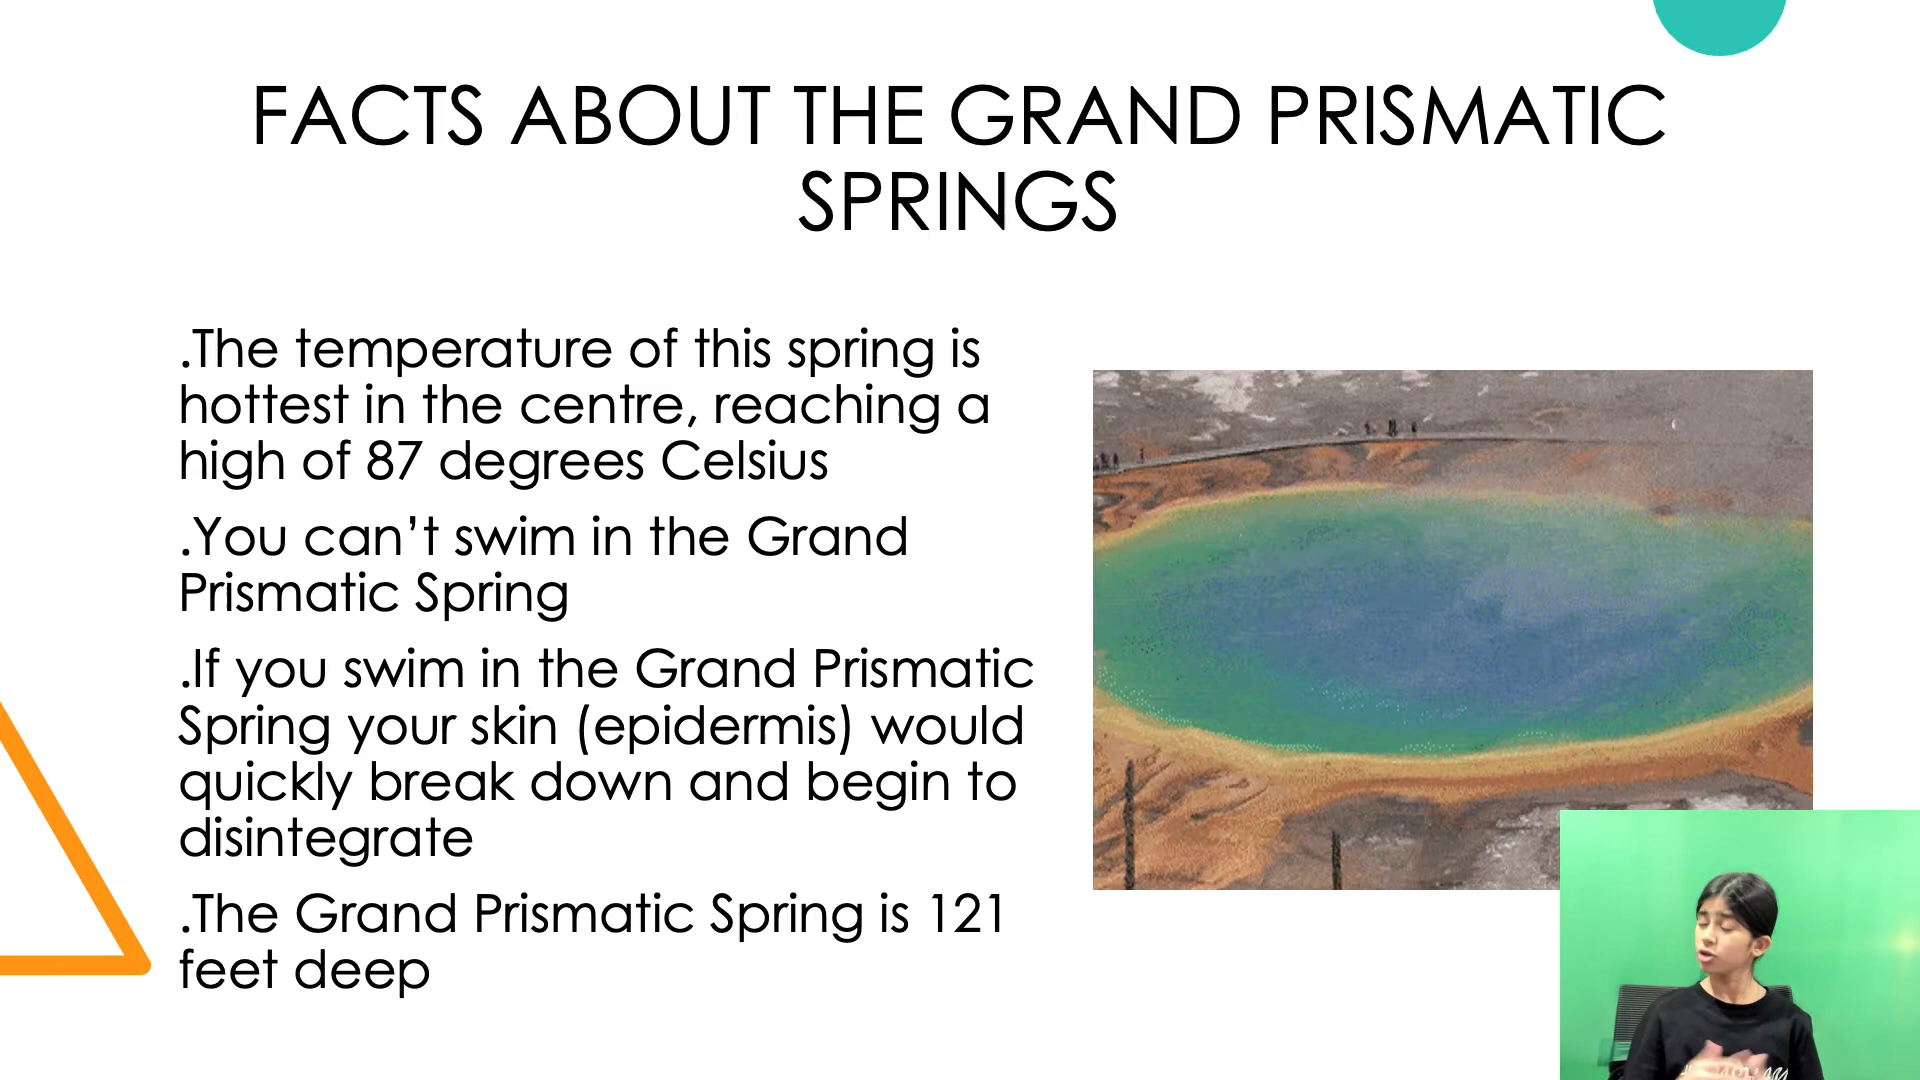 FACTS ABOUT THE GRAND PRISMATIC
SPRINGS
.The temperature of this spring is
hottest in the centre, reaching a
high of 87 degrees Celsius
.You can’t swim in the Grand
Prismatic Spring
.If you swim in the Grand Prismatic
Spring your skin (epidermis) would
quickly break down and begin to
disintegrate
.The Grand Prismatic Spring is 121
feet deep